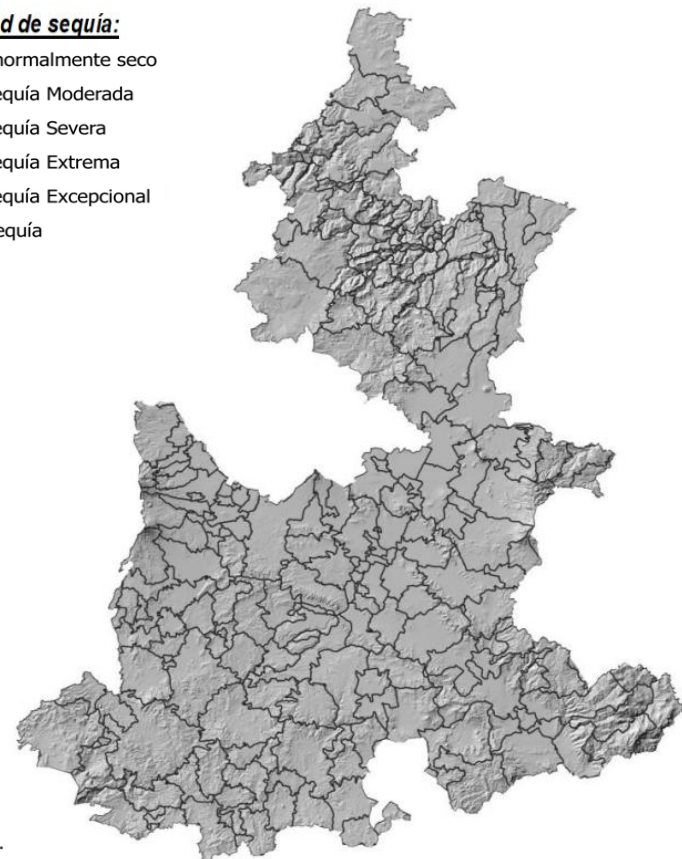 d de sequía:
normalmente seco
equía Moderada
equía Severa
equía Extrema
equía Excepcional
equía
.